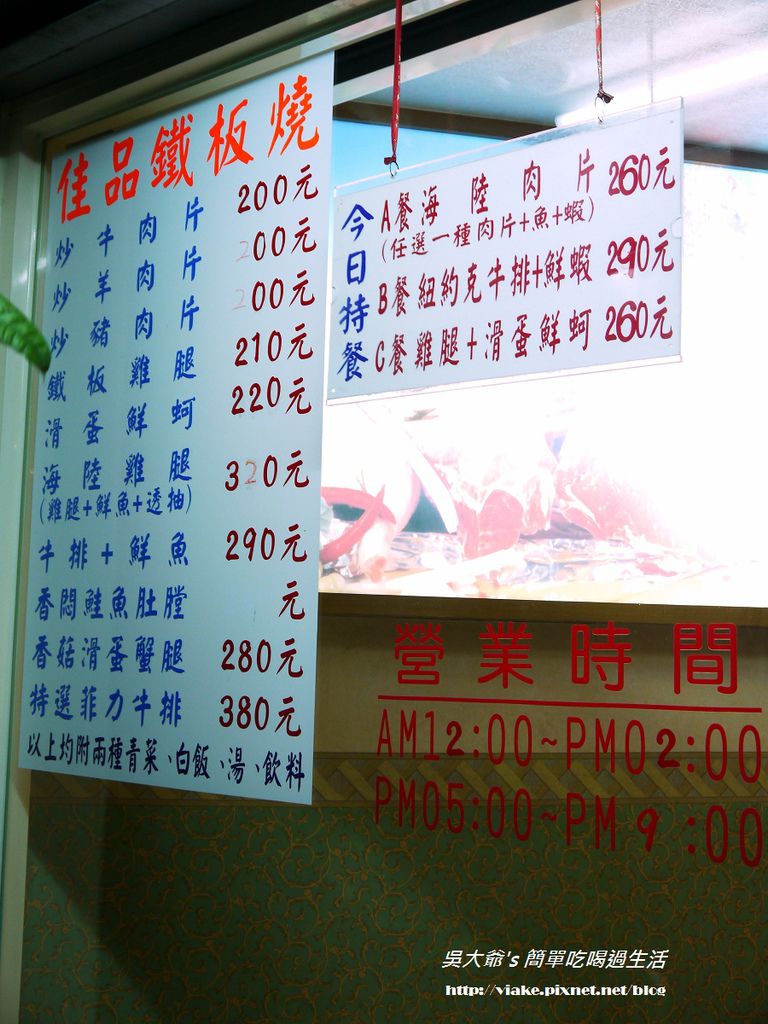 佳品鐵板燒
炒牛肉片 200元
炒羊肉片 200元
炒豬肉片 200元
鐵板雞腿 210元
滑蛋鮮蚵 220元
海陸雞腿 320元
(雞腿+鮮魚+透抽)
牛排+鮮魚 290元
香悶鮭魚肚膛 元
香菇滑蛋蟹腿 280元
特選菲力牛排 380元
以上均附兩種青菜、白飯、湯、飲料
今日特餐
A餐海陸肉片 260元
(任選一種肉片+魚+蝦)
B餐紐約克牛排+鮮蝦 290元
C餐雞腿+滑蛋鮮蚵 260元
營業時間
AM12:00~PM02:00
PM05:00~PM 9:00
吳大爺's 簡單吃喝過生活
http://viake.pixnet.net/blog